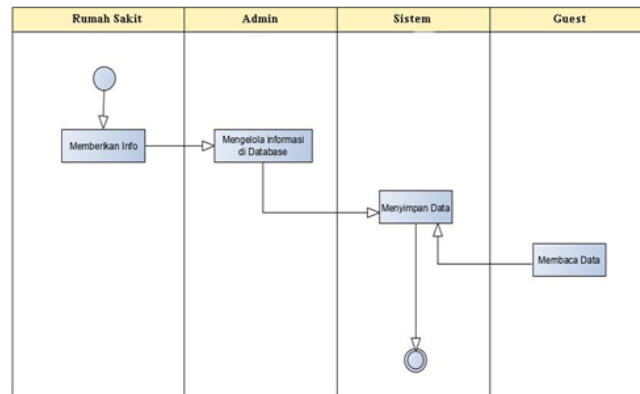 Rumah Sakit
Admin
Sistem
Guest
Memberikan Info
Mengelola informasi
di Database
Menyimpan Data
Membaca Data